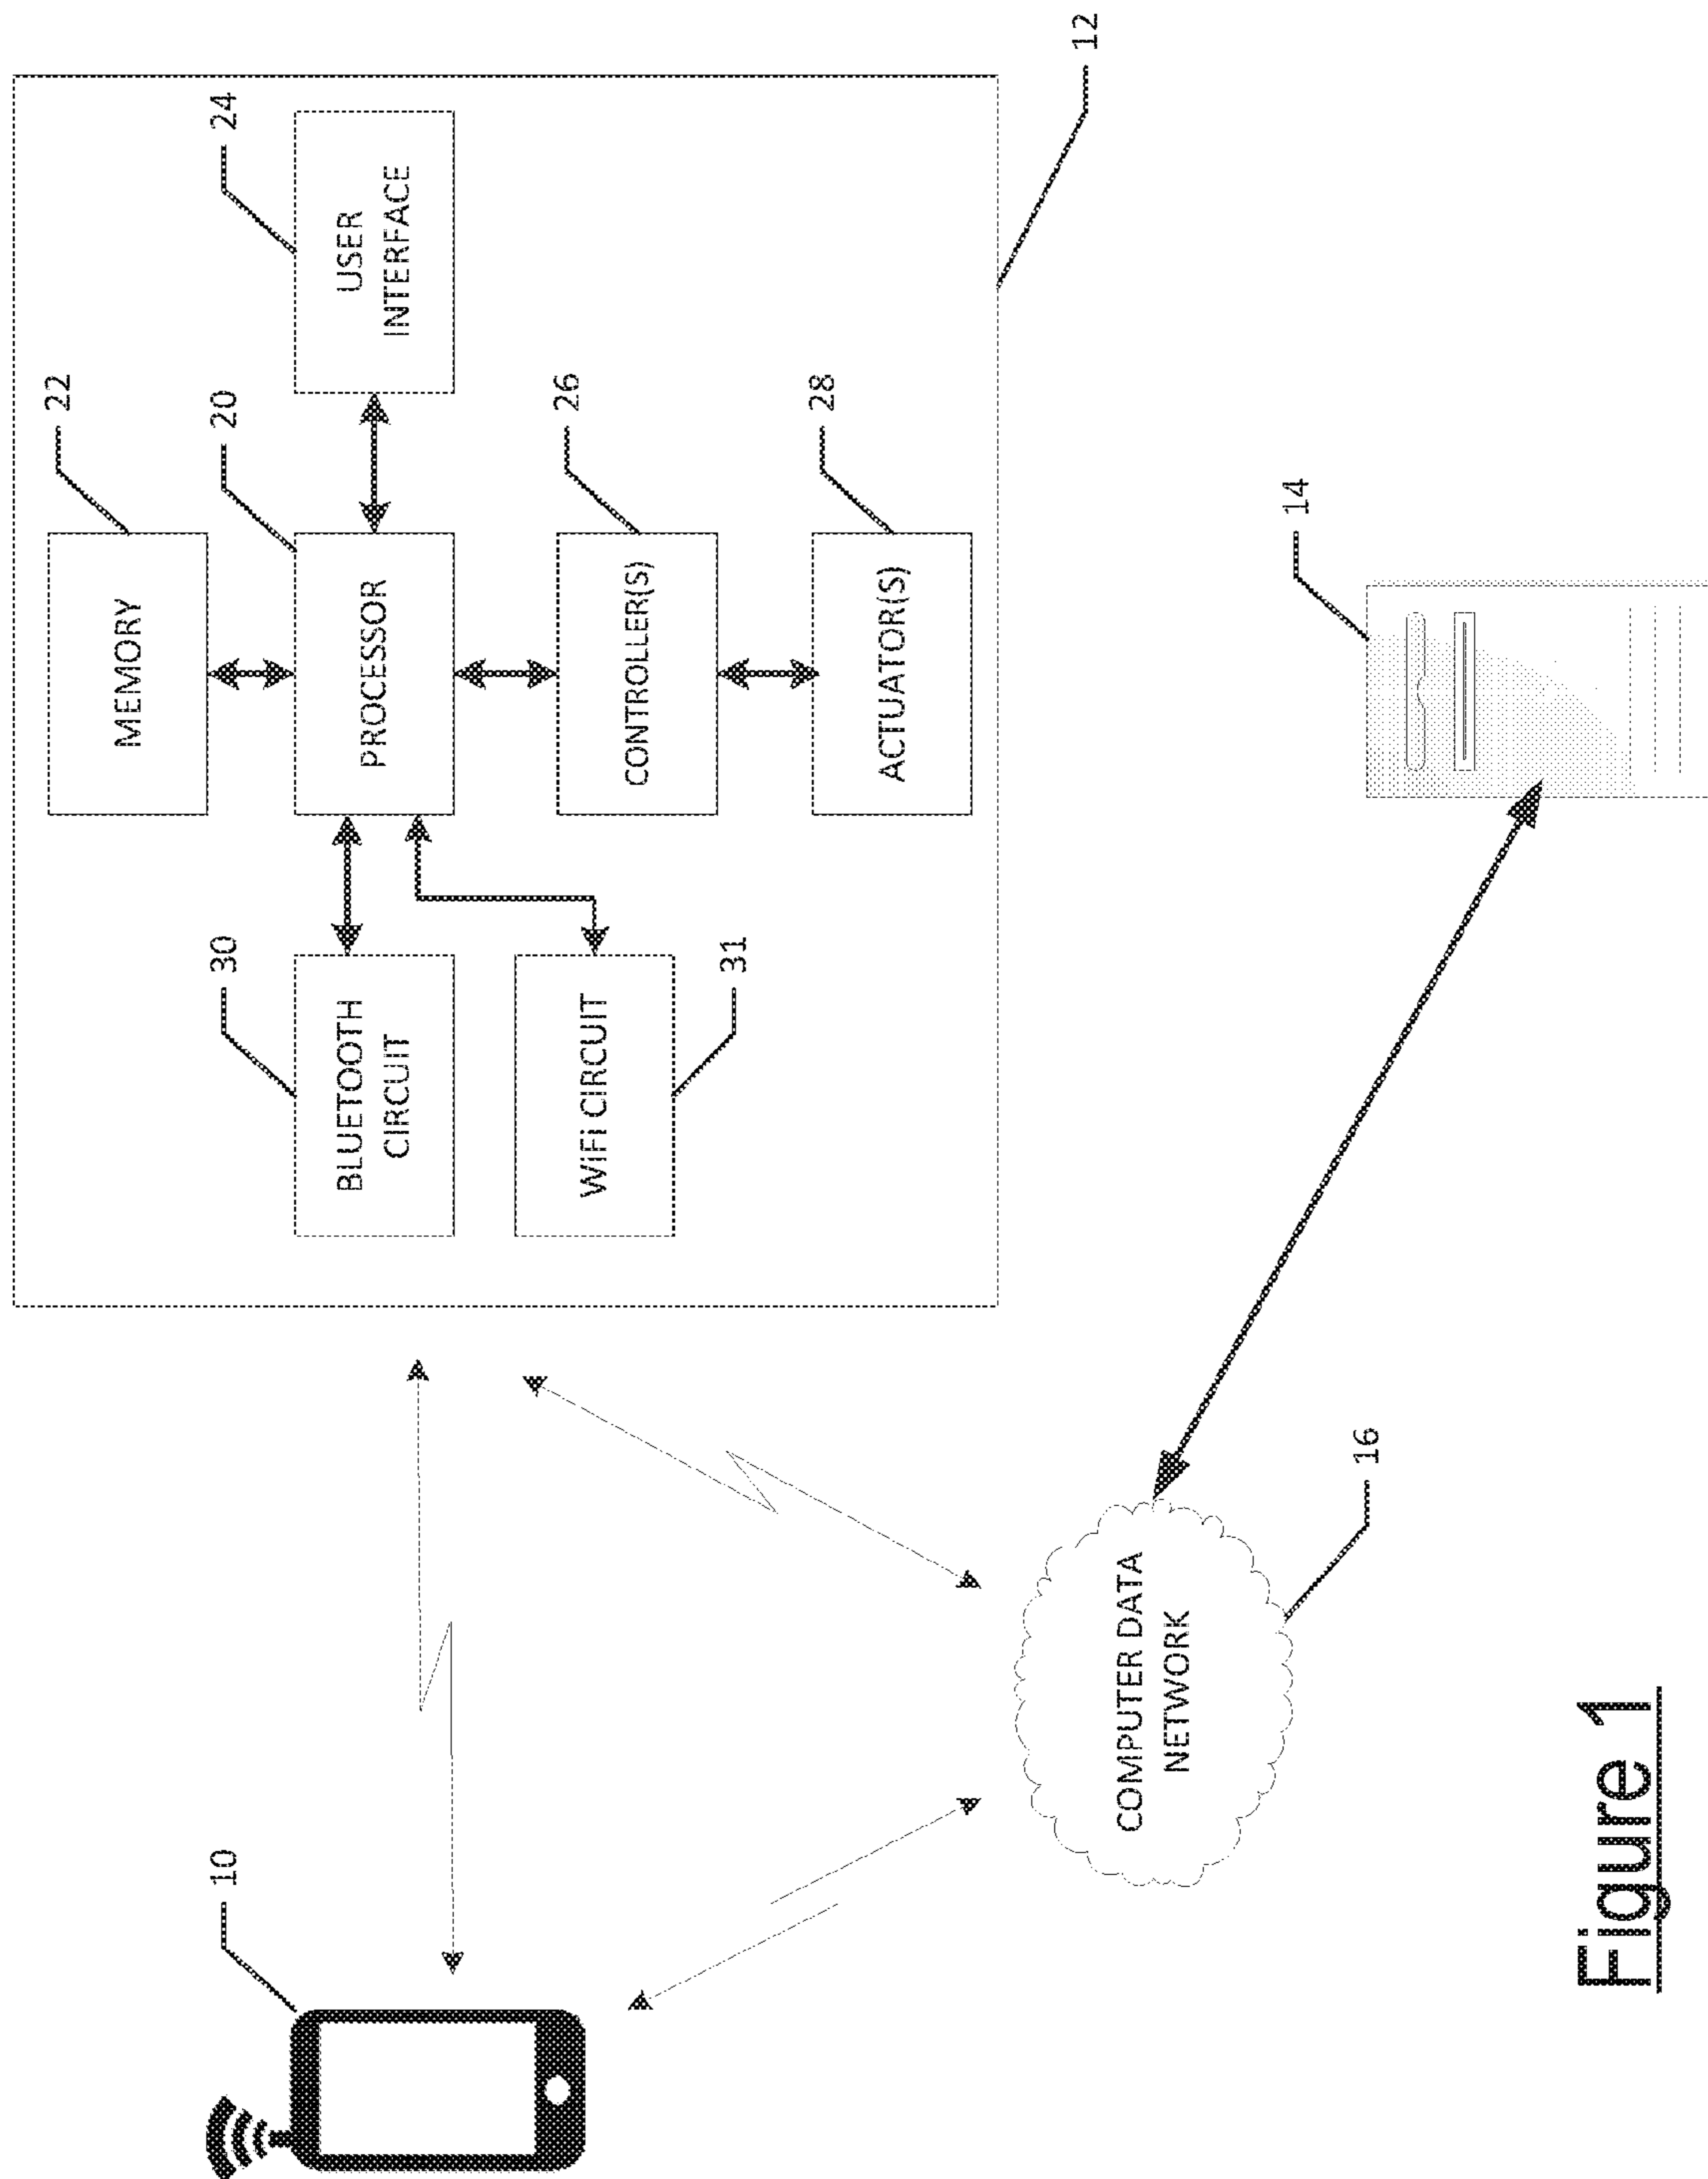 10
12
22
MEMORY
20
24
30
BLUETOOTH
CIRCUIT
PROCESSOR
USER
INTERFACE
26
WiFi CIRCUIT
31
CONTROLLER(S)
28
ACTUATOR(S)
COMPUTER DATA
NETWORK
16
14
Figure 1